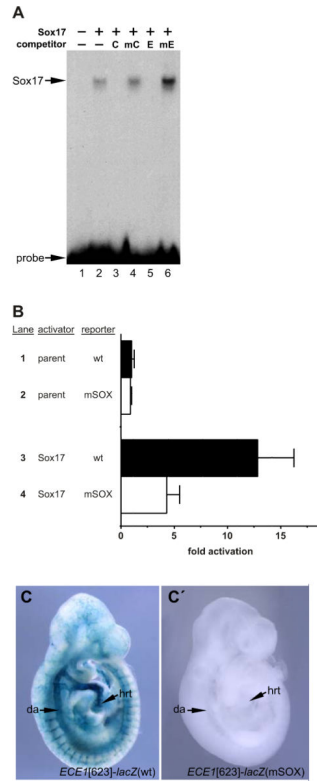 A
Sox17 – + + + + +
competitor – – C mC E mE
Sox17
probe
1 2 3 4 5 6
B
Lane activator reporter
1 parent wt
2 parent mSOX
3 Sox17 wt
4 Sox17 mSOX
0 5 10 15
fold activation
C C´
hrt hrt
da da
ECE1[623]-lacZ(wt) ECE1[623]-lacZ(mSOX)